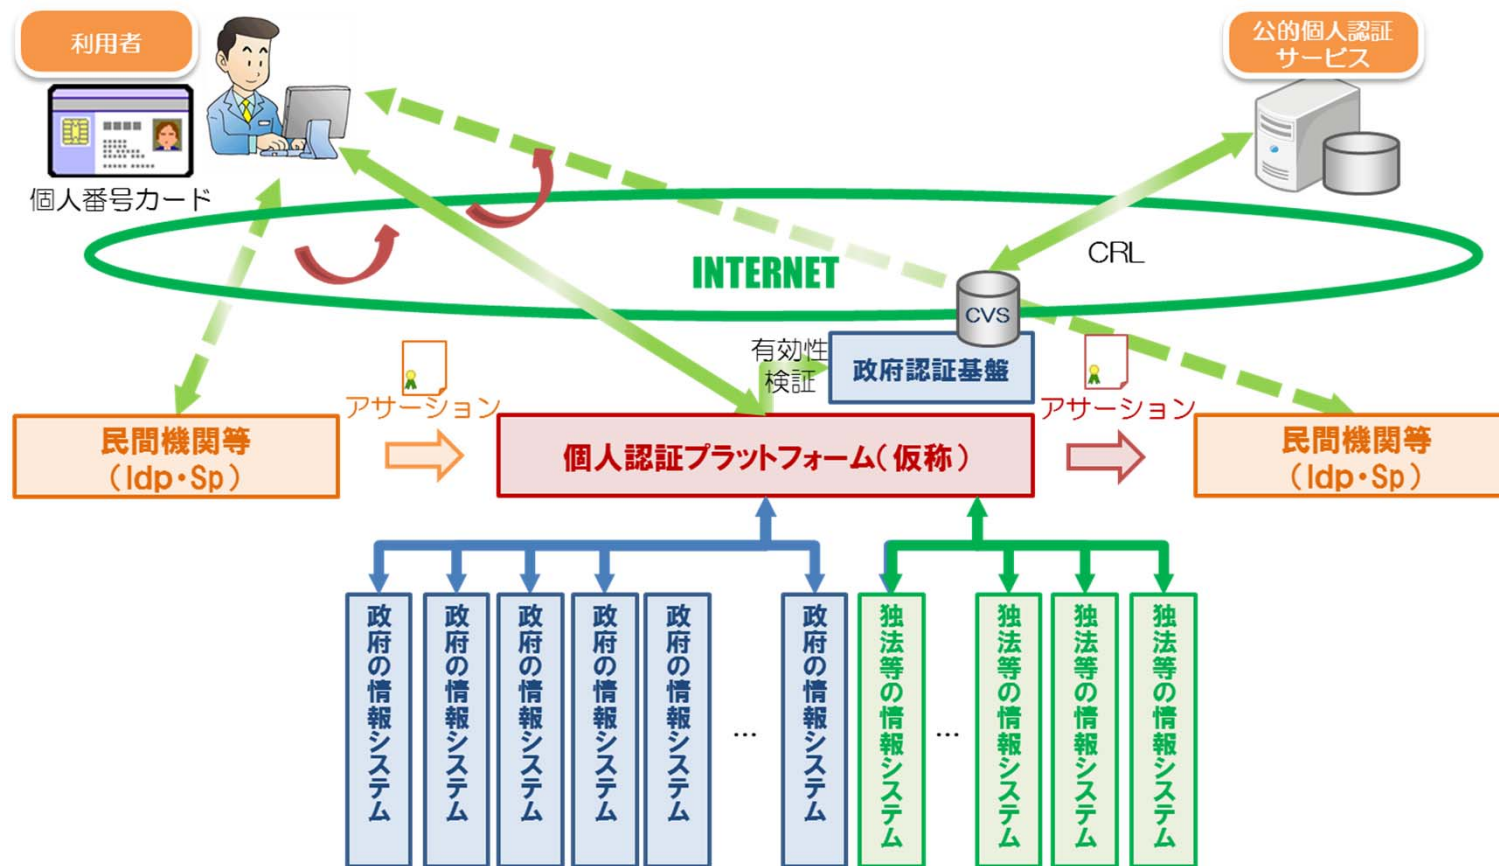 利用者
公的個人認証
サービス
個人番号カード
INTERNET
CRL
CVS
有効性
検証
政府認証基盤
アサーション
アサーション
民間機関等
（Idp・Sp）
個人認証プラットフォーム（仮称）
民間機関等
（Idp・Sp）
政府の情報システム
政府の情報システム
政府の情報システム
政府の情報システム
政府の情報システム
…
政府の情報システム
独法等の情報システム
…
独法等の情報システム
独法等の情報システム
独法等の情報システム